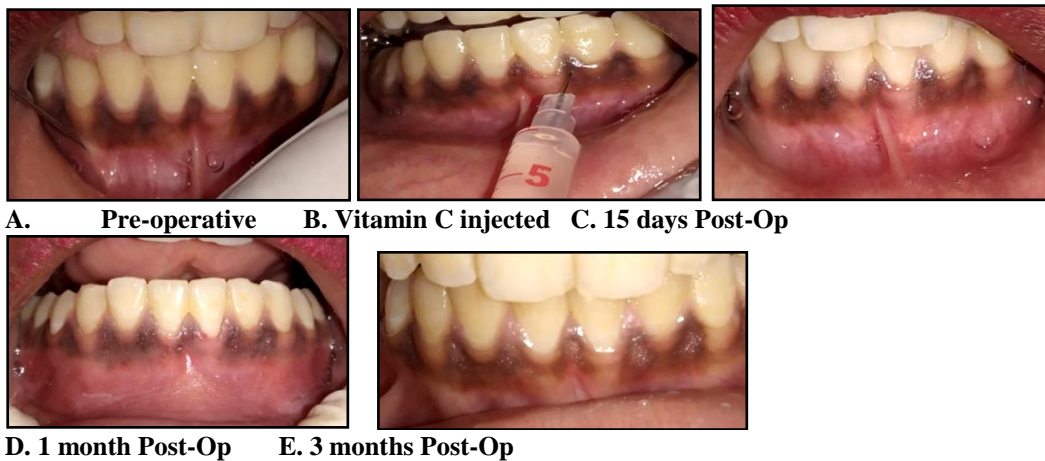 5
A. Pre-operative B. Vitamin C injected C. 15 days Post-Op
D. 1 month Post-Op E. 3 months Post-Op